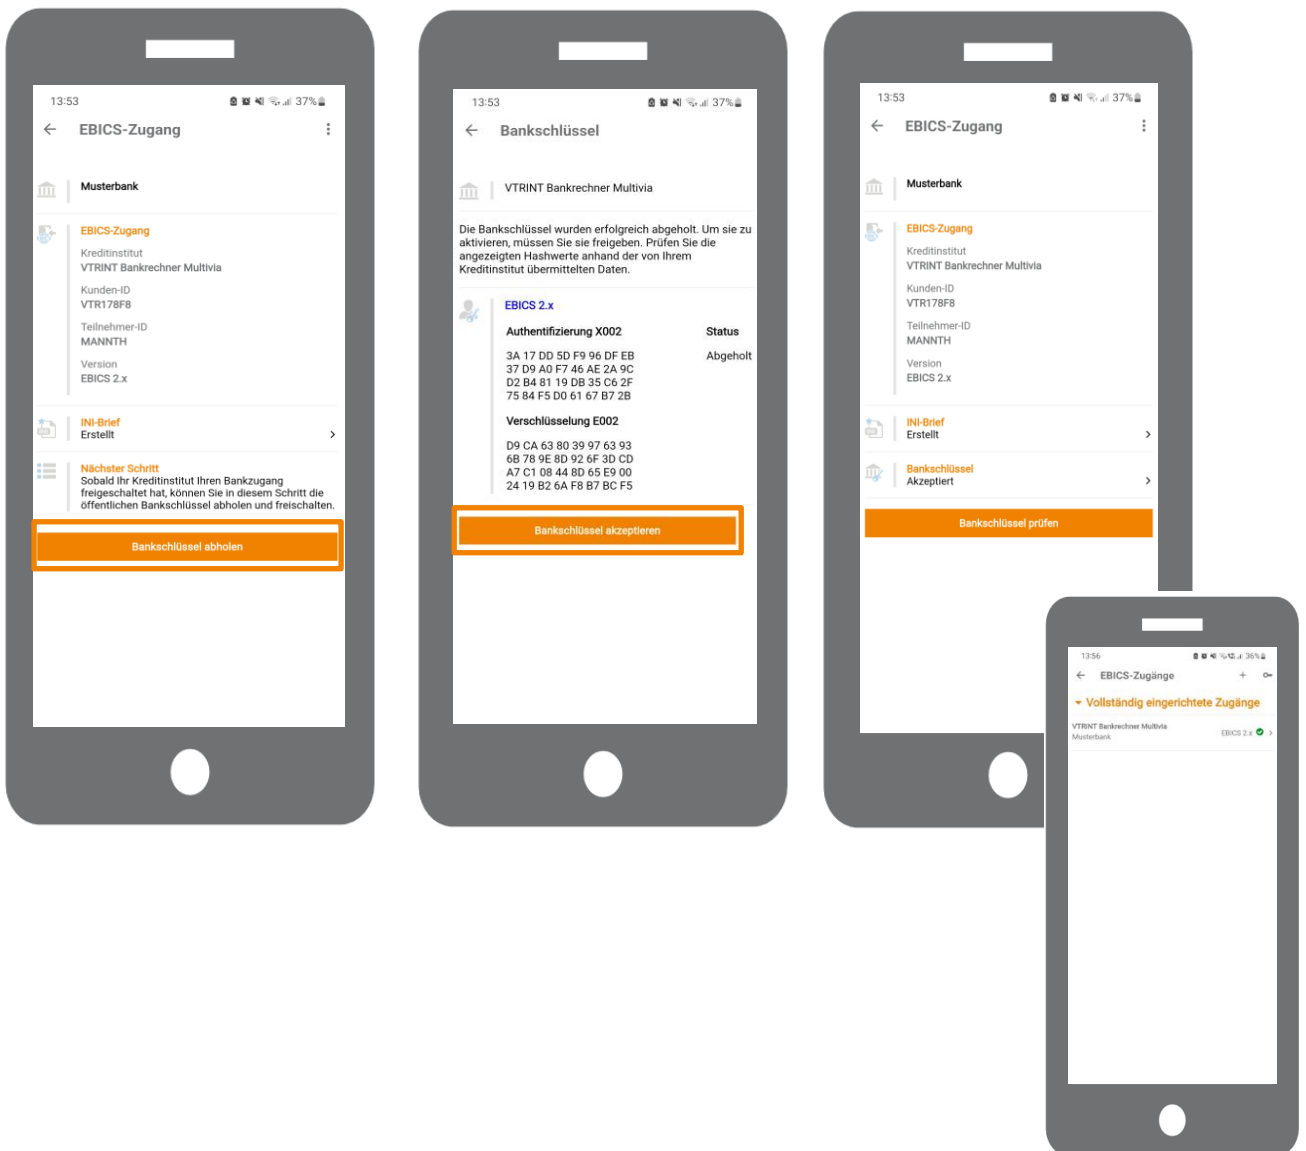 13:53
37%
EBICS-Zugang
Musterbank
EBICS-Zugang
Kreditinstitut
VTRINT Bankrechner Multivia
Kunden-ID
VTR178F8
Teilnehmer-ID
MANNTH
Version
EBICS 2.x
INI-Brief
Erstellt
Nächster Schritt
Sobald Ihr Kreditinstitut Ihren Bankzugang
freigeschaltet hat, können Sie in diesem Schritt die
öffentlichen Bankschlüssel abholen und freischalten.
Bankschlüssel abholen
13:53
37%
Bankschlüssel
VTRINT Bankrechner Multivia
Die Bankschlüssel wurden erfolgreich abgeholt. Um sie zu
aktivieren, müssen Sie sie freigeben. Prüfen Sie die
angezeigten Hashwerte anhand der von Ihrem
Kreditinstitut übermittelten Daten.
EBICS 2.x
Authentifizierung X002 Status
3A 17 DD 5D F9 96 DF EB Abgeholt
37 D9 A0 F7 46 AE 2A 9C
D2 B4 81 19 DB 35 C6 2F
75 84 F5 D0 61 67 B7 2B
Verschlüsselung E002
D9 CA 63 80 39 97 63 93
6B 78 9E 8D 92 6F 3D CD
A7 C1 08 44 8D 65 E9 00
24 19 B2 6A F8 B7 BC F5
Bankschlüssel akzeptieren
13:53
37%
EBICS-Zugang
Musterbank
EBICS-Zugang
Kreditinstitut
VTRINT Bankrechner Multivia
Kunden-ID
VTR178F8
Teilnehmer-ID
MANNTH
Version
EBICS 2.x
INI-Brief
Erstellt
Bankschlüssel
Akzeptiert
Bankschlüssel prüfen
13:56
36%
EBICS-Zugänge
Vollständig eingerichtete Zugänge
VTRINT Bankrechner Multivia
Musterbank
EBICS 2.x